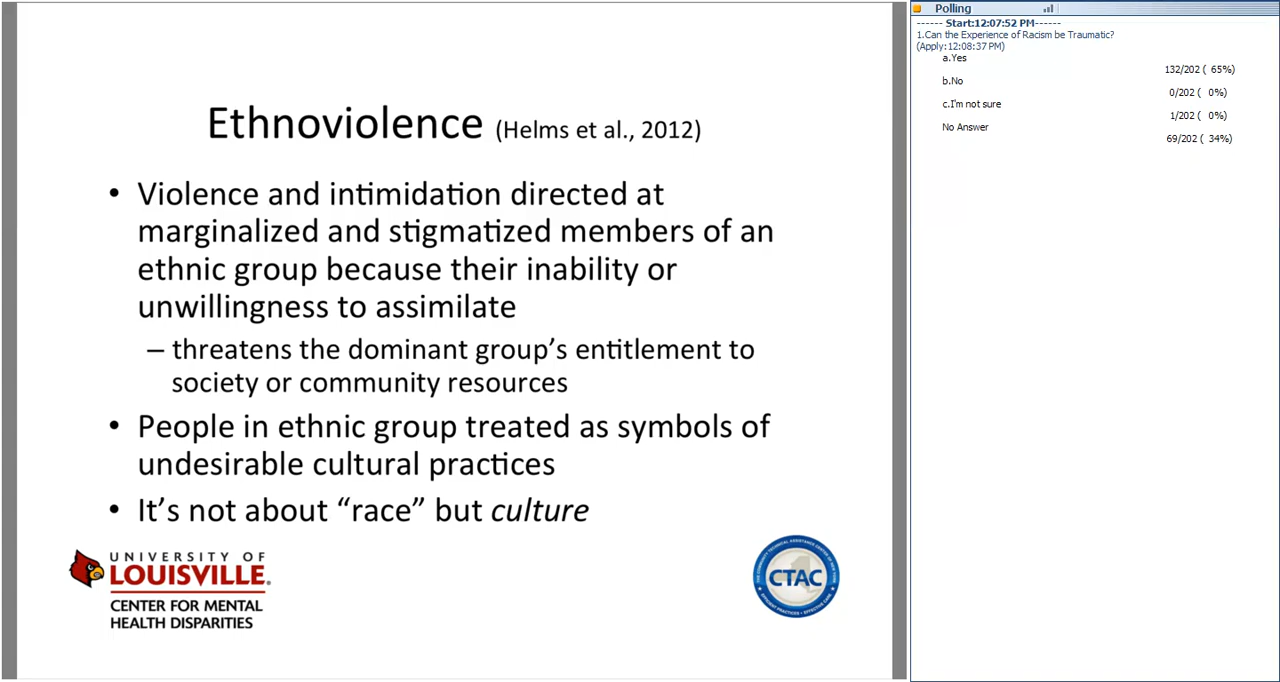 Ethnoviolence (Helms et al., 2012)
• Violence and intimidation directed at
marginalized and stigmatized members of an
ethnic group because their inability or
unwillingness to assimilate
– threatens the dominant group’s entitlement to
society or community resources
• People in ethnic group treated as symbols of
undesirable cultural practices
• It’s not about “race” but culture
UNIVERSITY OF
LOUISVILLE.
CENTER FOR MENTAL
HEALTH DISPARITIES
CTAC
Polling
------ Start:12:07:52 PM------
1.Can the Experience of Racism be Traumatic?
(Apply:12:08:37 PM)
a.Yes
132/202 ( 65%)
b.No
0/202 ( 0%)
c.I'm not sure
1/202 ( 0%)
No Answer
69/202 ( 34%)